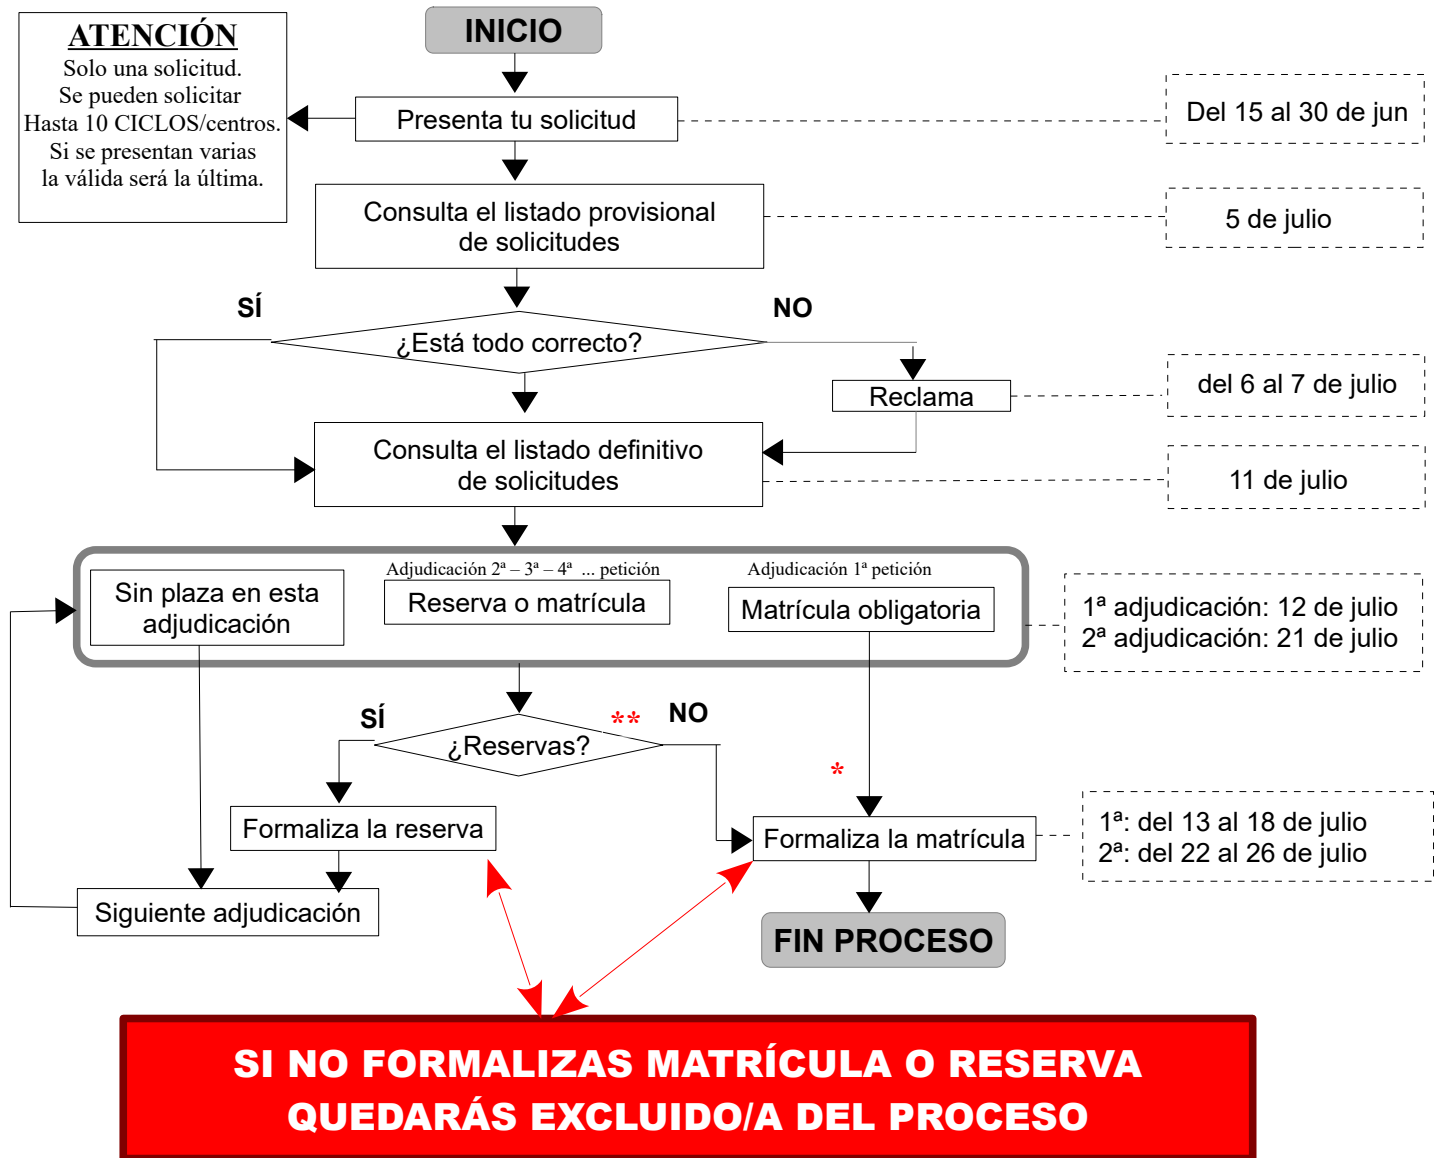 ATENCIÓN
Solo una solicitud.
Se pueden solicitar
Hasta 10 CICLOS/centros.
Si se presentan varias
la válida será la última.
INICIO
Presenta tu solicitud
Del 15 al 30 de jun
Consulta el listado provisional
de solicitudes
5 de julio
SÍ
NO
¿Está todo correcto?
Reclama
del 6 al 7 de julio
Consulta el listado definitivo
de solicitudes
11 de julio
Sin plaza en esta
adjudicación
Adjudicación 2ª – 3ª – 4ª ... petición
Reserva o matrícula
Adjudicación 1ª petición
Matrícula obligatoria
1ª adjudicación: 12 de julio
2ª adjudicación: 21 de julio
SÍ
** NO
¿Reservas?
*
Formaliza la reserva
Formaliza la matrícula
1ª: del 13 al 18 de julio
2ª: del 22 al 26 de julio
Siguiente adjudicación
FIN PROCESO
SI NO FORMALIZAS MATRÍCULA O RESERVA
QUEDARÁS EXCLUIDO/A DEL PROCESO